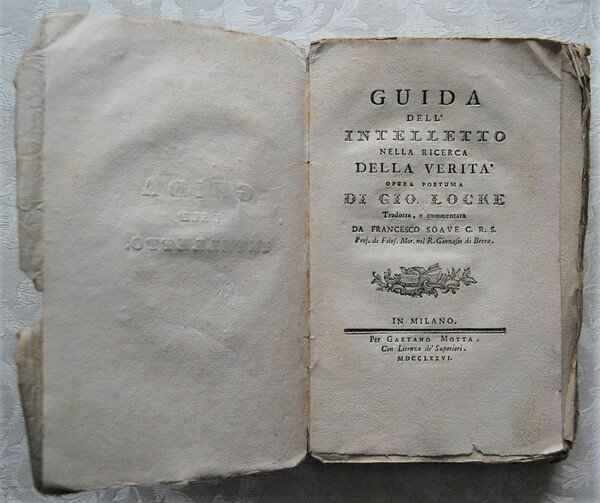 GUIDA
DELL'
INTELLETTO
NELLA RICERCA
DELLA VERITA'
OPERA POSTUMA
DI GIO. LOCKE
Tradotta, e commentata
DA FRANCESCO SOAVE C. R. S.
Prof. di Filos. Mor. nel R. Ginnasio di Brera.
IN MILANO.
Per GAETANO MOTTA.
Con Licenza de' Superiori.
MDCCLXXVI.